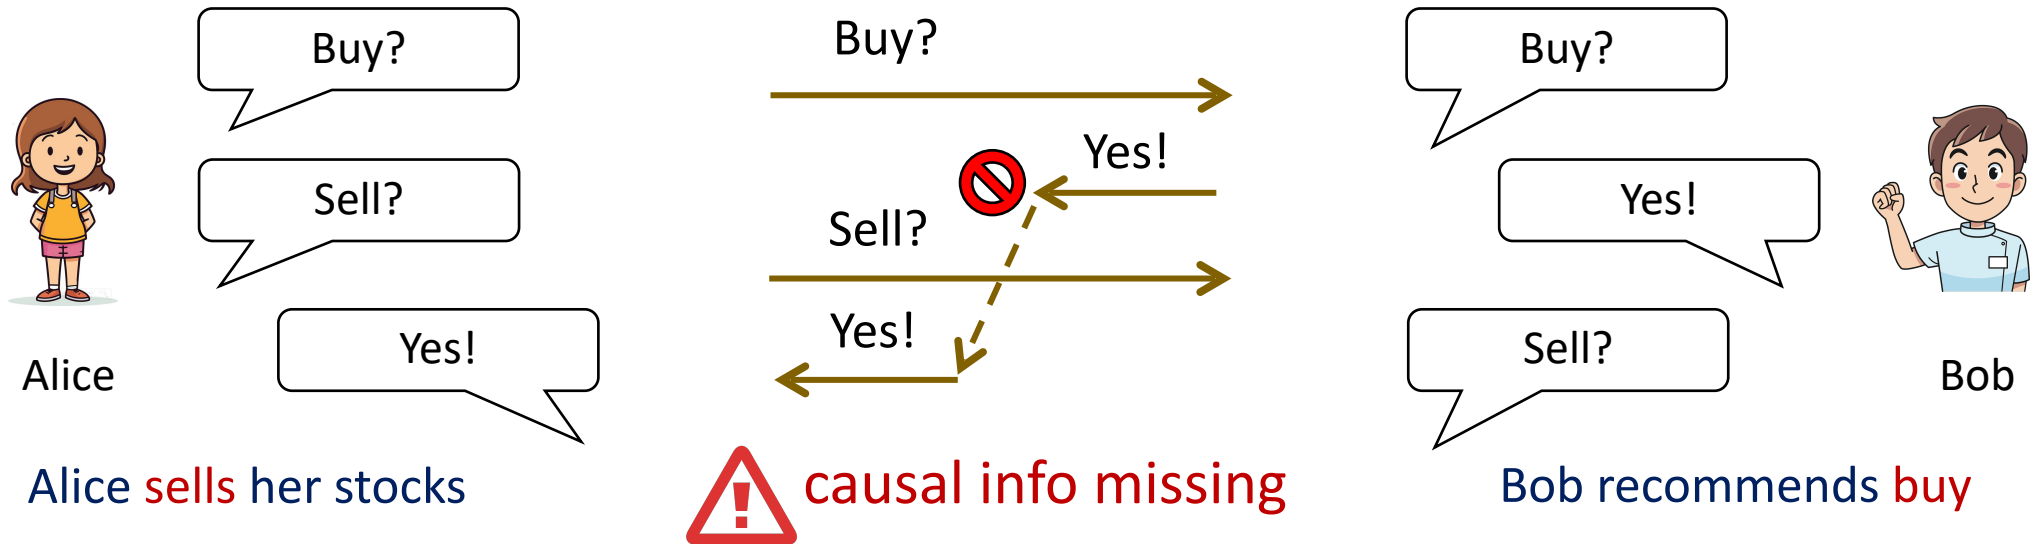 Buy?
Sell?
Yes!
Alice
Alice sells her stocks
Buy?
Yes!
Sell?
Yes!
causal info missing
Buy?
Yes!
Sell?
Bob
Bob recommends buy